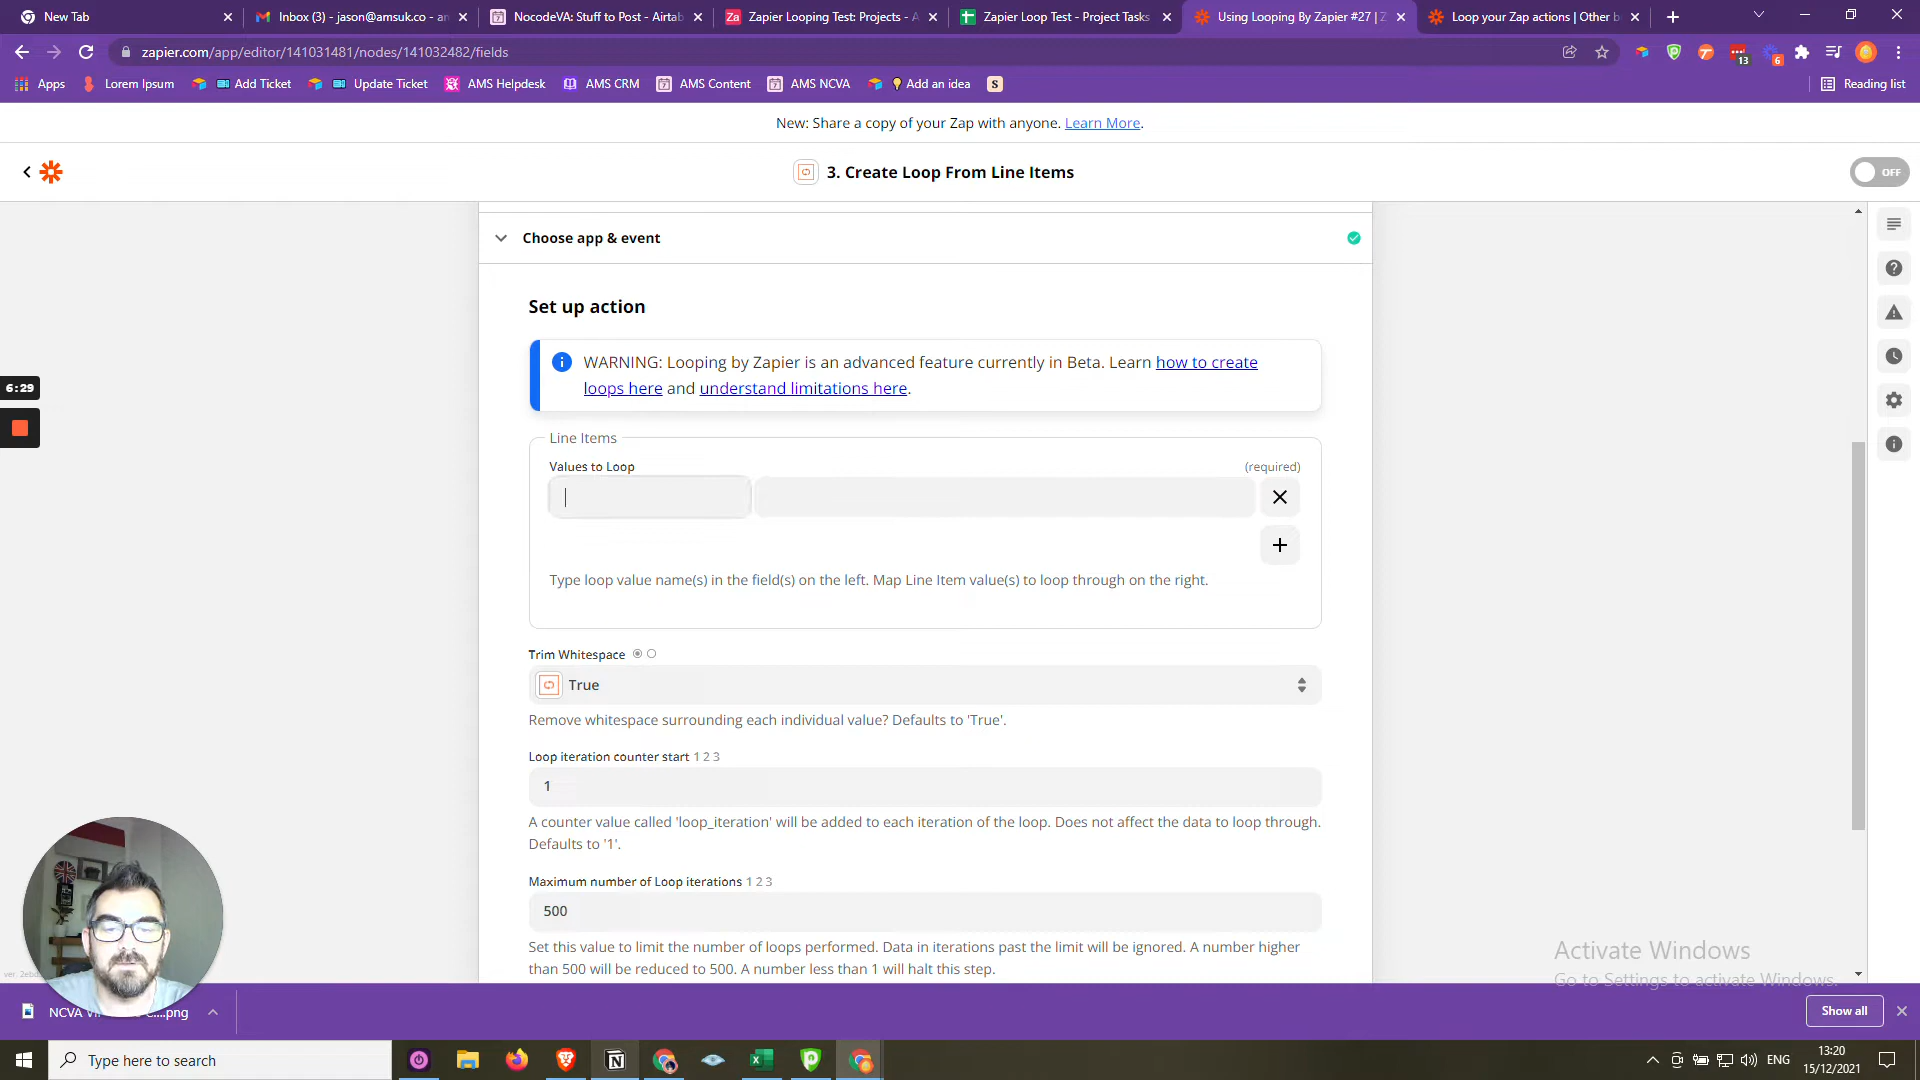 New Tab
Inbox (3) - jason@amsuk.co - an
NocodeVA: Stuff to Post - Airtab
Za Zapier Looping Test: Projects - A
Zapier Loop Test - Project Tasks
Using Looping By Zapier #27 | Z
Loop your Zap actions | Other b
zapier.com/app/editor/141031481/nodes/141032482/fields
13
6
Apps
Lorem Ipsum
Add Ticket
Update Ticket
AMS Helpdesk
AMS CRM
AMS Content
AMS NCVA
Add an idea
S
Reading list
New: Share a copy of your Zap with anyone. Learn More.
3. Create Loop From Line Items
OFF
Choose app & event
Set up action
WARNING: Looping by Zapier is an advanced feature currently in Beta. Learn how to create
loops here and understand limitations here.
6:29
Line Items
Values to Loop
(required)
Type loop value name(s) in the field(s) on the left. Map Line Item value(s) to loop through on the right.
Trim Whitespace
True
Remove whitespace surrounding each individual value? Defaults to 'True'.
Loop iteration counter start 1 2 3
1
A counter value called 'loop_iteration' will be added to each iteration of the loop. Does not affect the data to loop through.
Defaults to '1'.
Maximum number of Loop iterations 1 2 3
500
Set this value to limit the number of loops performed. Data in iterations past the limit will be ignored. A number higher
than 500 will be reduced to 500. A number less than 1 will halt this step.
Activate Windows
Go to Settings to activate Windows.
NCVA
....png
Show all
Type here to search
ENG
13:20
15/12/2021